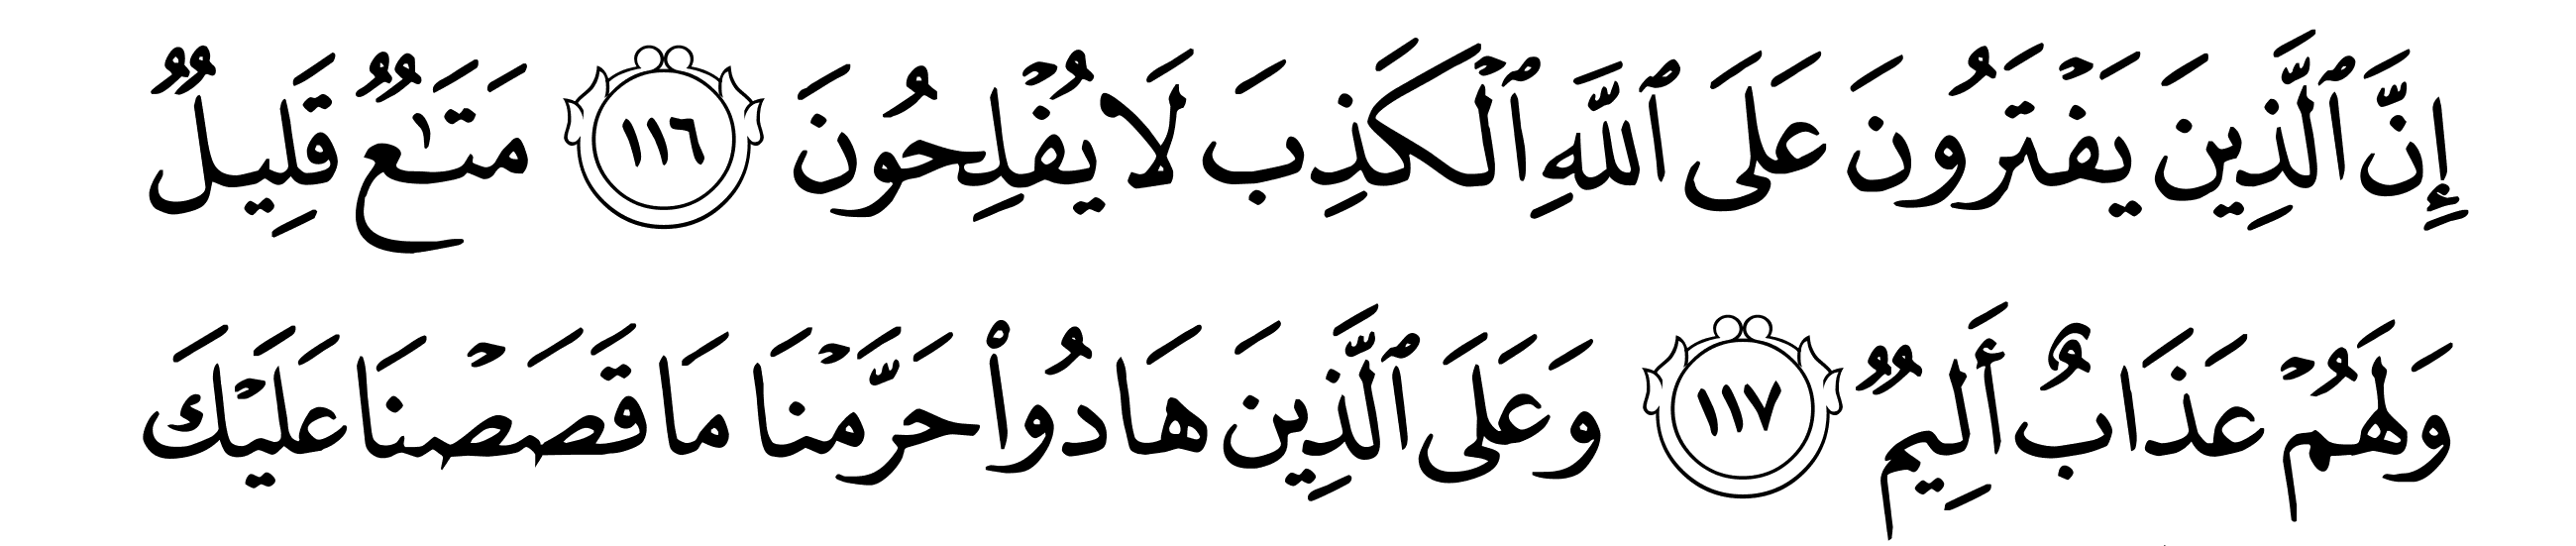 إِنَّ ٱلَّذِينَ يَفۡتَرُونَ عَلَى ٱللَّهِ ٱلۡكَذِبَ لَا يُفۡلِحُونَ ١١٦ مَتَٰعٞ قَلِيلٞ
وَلَهُمۡ عَذَابٌ أَلِيمٞ ١١٧ وَعَلَى ٱلَّذِينَ هَادُواْ حَرَّمۡنَا مَا قَصَصۡنَا عَلَيۡكَ